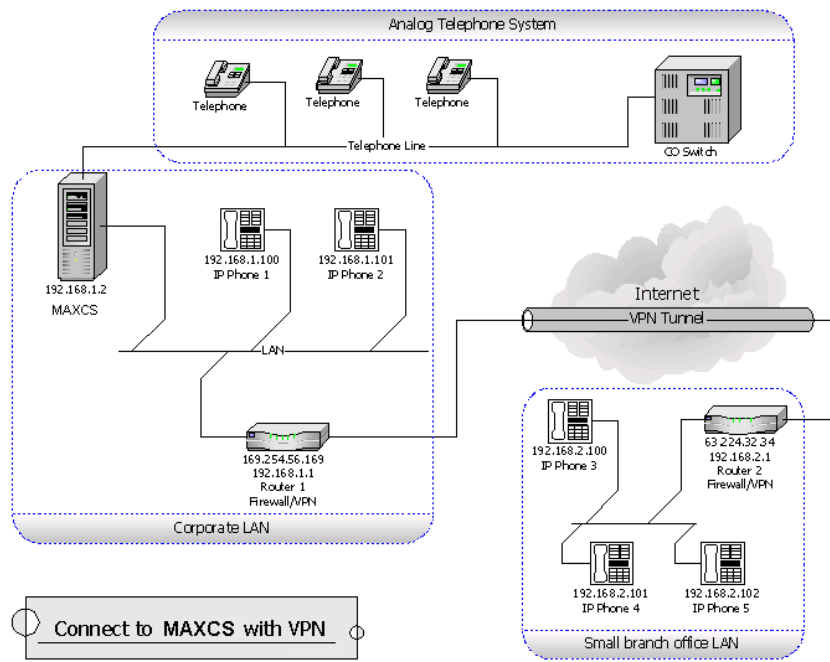 Analog Telephone System
Telephone
Telephone
Telephone
Telephone Line
CO Switch
192.168.1.2
MAXCS
192.168.1.100
IP Phone 1
192.168.1.101
IP Phone 2
LAN
169.254.56.169
192.168.1.1
Router 1
Firewall/VPN
Corporate LAN
Internet
VPN Tunnel
192.168.2.100
IP Phone 3
63.224.32.34
192.168.2.1
Router 2
Firewall/VPN
192.168.2.101
IP Phone 4
192.168.2.102
IP Phone 5
Small branch office LAN
Connect to MAXCS with VPN